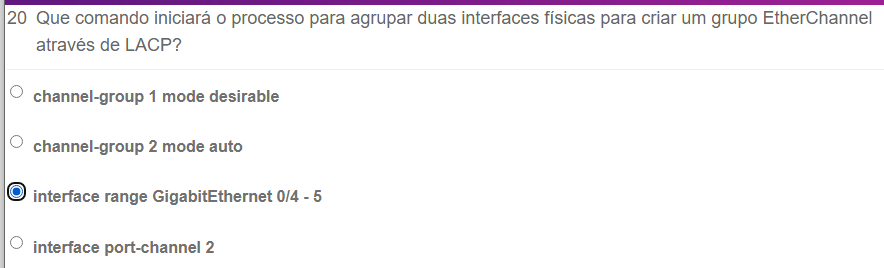 20 Que comando iniciará o processo para agrupar duas interfaces físicas para criar um grupo EtherChannel
através de LACP?
channel-group 1 mode desirable
channel-group 2 mode auto
interface range GigabitEthernet 0/4 - 5
interface port-channel 2